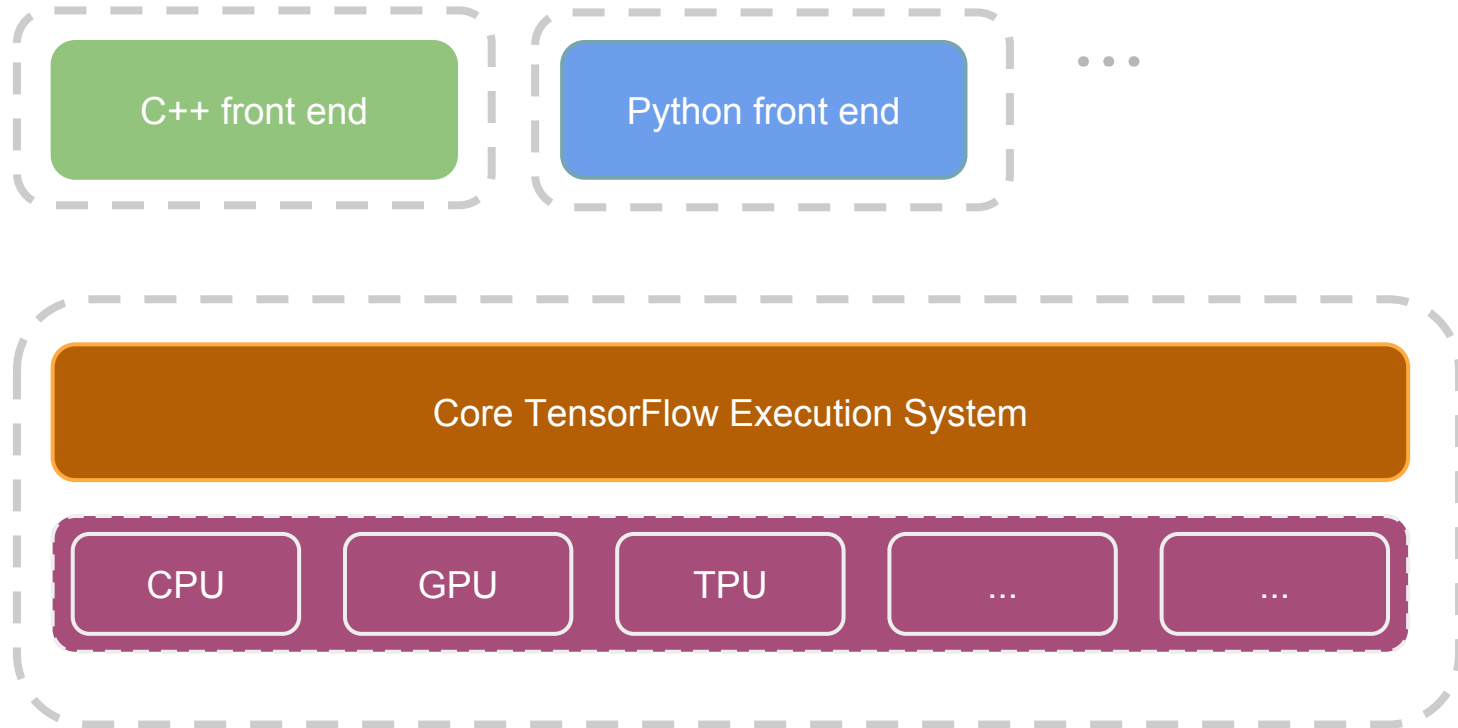 C++ front end
Python front end
...
Core TensorFlow Execution System
CPU
GPU
TPU
...
...